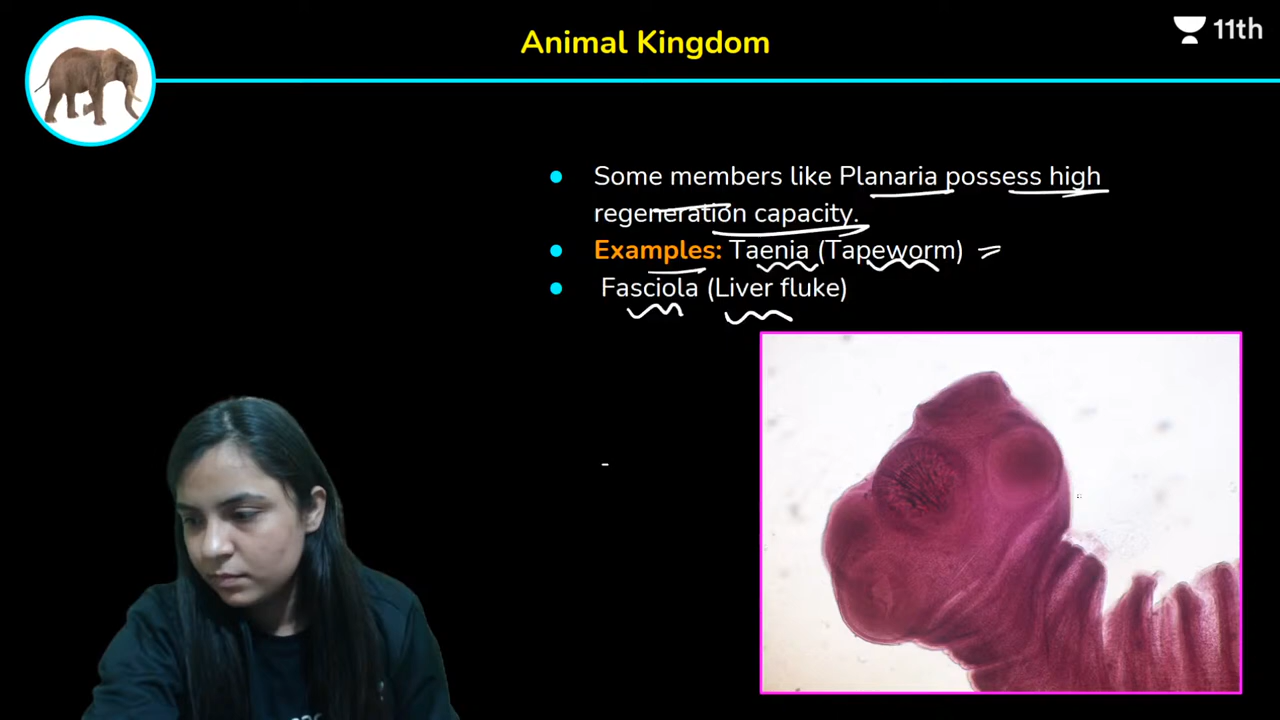 Animal Kingdom
11th
Some members like Planaria possess high
regeneration capacity.
Examples: Taenia (Tapeworm)
Fasciola (Liver fluke)